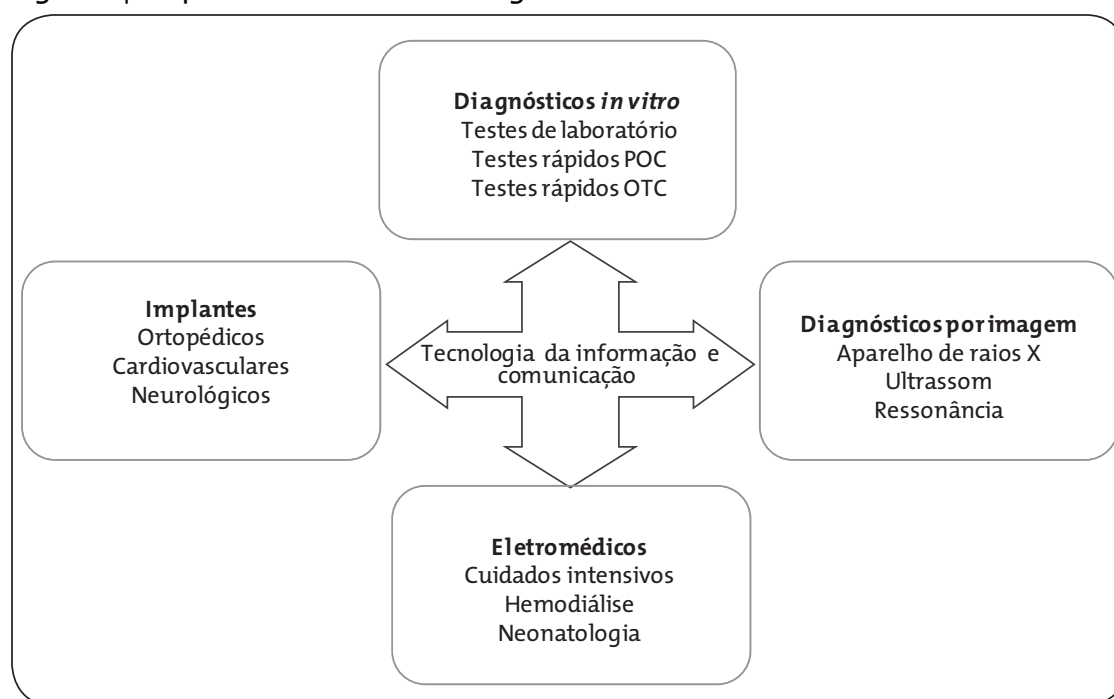 Diagnósticos in vitro
Testes de laboratório
Testes rápidos POC
Testes rápidos OTC
Implantes
Ortopédicos
Cardiovasculares
Neurológicos
Tecnologia da informação e
comunicação
Diagnósticos por imagem
Aparelho de raios X
Ultrassom
Ressonância
Eletromédicos
Cuidados intensivos
Hemodiálise
Neonatologia